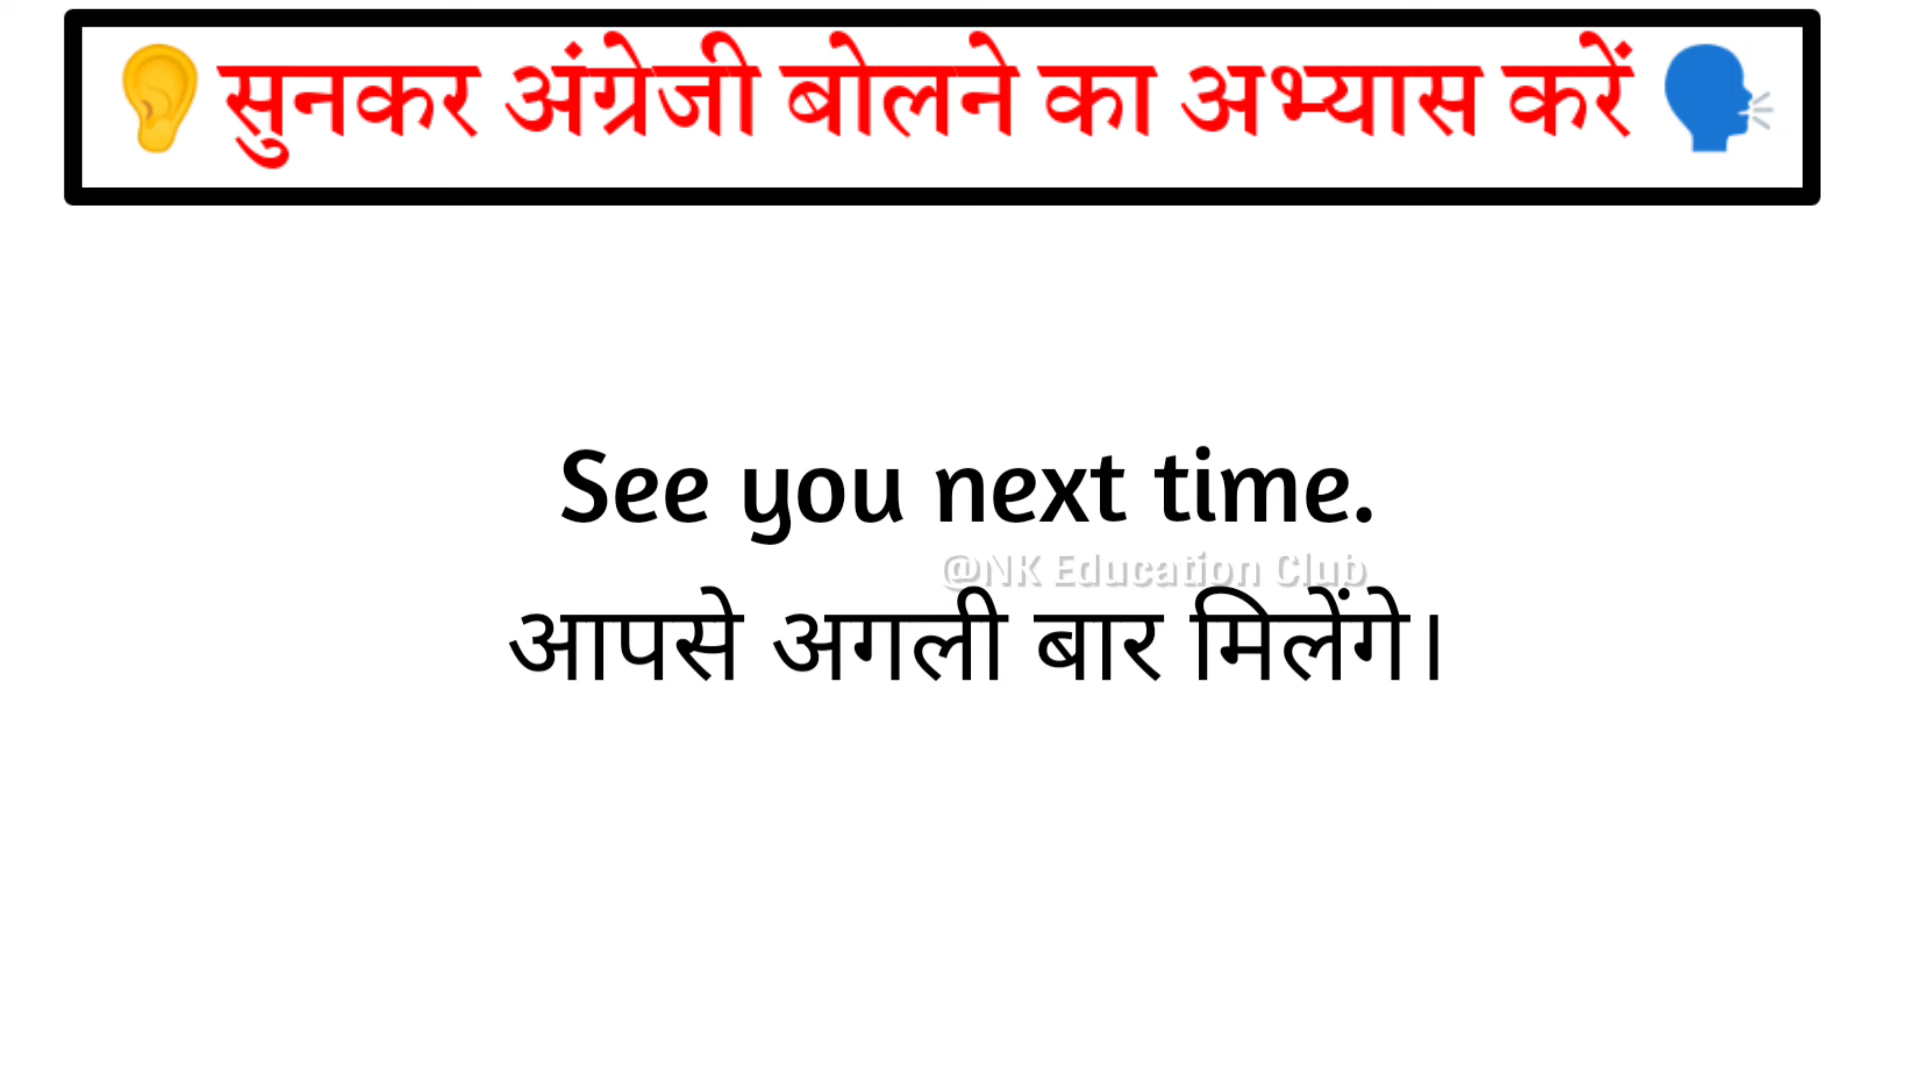 👂सुनकर अंग्रेजी बोलने का अभ्यास करें🗣️
See you next time.
@NK Education Club
आपसे अगली बार मिलेंगे।